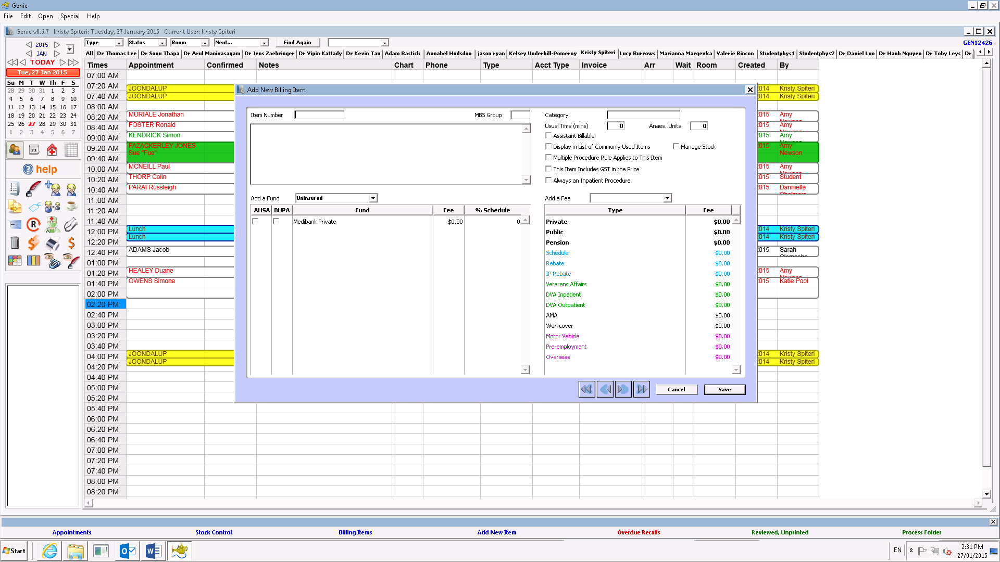 Genie
File Edit Open Special Help
Genie v8.6.7 Kristy Spiteri: Tuesday, 27 January 2015 Current User: Kristy Spiteri
2015
JAN
TODAY
Tue, 27 Jan 2015
Su M T W Th F S
28 29 30 31 1 2 3
4 5 6 7 8 9 10
11 12 13 14 15 16 17
18 19 20 21 22 23 24
25 26 27 28 29 30 31
1 2 3 4 5 6 7
help
Type Status Room Next... Find Again GEN12426
All Dr Thomas Lee Dr Sonu Thapa Dr Arul Manivasagam Dr Jens Zaehringer Dr Vipin Kattady Dr Kevin Tan Adam Bastick Annabel Hodsdon jason ryan Kelsey Underhill-Pomeroy Kristy Spiteri Lucy Burrows Marianna Margevka Valerie Rincon Studentphys1 Studentphys2 Dr Daniel Luo Dr Hanh Nguyen Dr Toby Leys Dr
Times Appointment Confirmed Notes Chart Phone Type Acct Type Invoice Arr Wait Room Created By
07:00 AM
07:20 AM JOONDALUP 2014 Kristy Spiteri
07:40 AM JOONDALUP 2014 Kristy Spiteri
08:00 AM
08:20 AM MURIALE Jonathan 2015 Amy
08:40 AM FOSTER Ronald 2015 Amy
09:00 AM KENDRICK Simon 2015 Amy
09:20 AM FAZACKERLEY-JONES 2015 Amy
Sue "Fue" Newson
09:40 AM
10:00 AM MCNEILL Paul 2015 Amy
10:20 AM THORP Colin 2015 Student
10:40 AM PARAI Russleigh 2015 Dannielle
11:00 AM
11:20 AM
11:40 AM
12:00 PM Lunch 2014 Kristy Spiteri
12:20 PM Lunch 2014 Kristy Spiteri
12:40 PM ADAMS Jacob 2015 Sarah
01:00 PM
01:20 PM HEALEY Duane 2015 Amy
01:40 PM OWENS Simone 2015 Katie Pool
02:00 PM
02:20 PM
02:40 PM
03:00 PM
03:20 PM
03:40 PM
04:00 PM JOONDALUP 2014 Kristy Spiteri
04:20 PM JOONDALUP 2014 Kristy Spiteri
04:40 PM
05:00 PM
05:20 PM
05:40 PM
06:00 PM
06:20 PM
06:40 PM
07:00 PM
07:20 PM
07:40 PM
08:00 PM
08:20 PM
Add New Billing Item
Item Number MBS Group Category
Usual Time (mins) 0 Anaes. Units 0
Assistant Billable
Display in List of Commonly Used Items Manage Stock
Multiple Procedure Rule Applies to This Item
This Item Includes GST in the Price
Always an Inpatient Procedure
Add a Fund Uninsured Add a Fee
AHSA BUPA Fund Fee % Schedule
Medibank Private $0.00 0
Type Fee
Private $0.00
Public $0.00
Pension $0.00
Schedule $0.00
Rebate $0.00
IP Rebate $0.00
Veterans Affairs $0.00
DVA Inpatient $0.00
DVA Outpatient $0.00
AMA $0.00
Workcover $0.00
Motor Vehicle $0.00
Pre-employment $0.00
Overseas $0.00
Cancel Save
Appointments Stock Control Billing Items Add New Item Overdue Recalls Reviewed, Unprinted Process Folder
Start EN 2:31 PM
27/01/2015